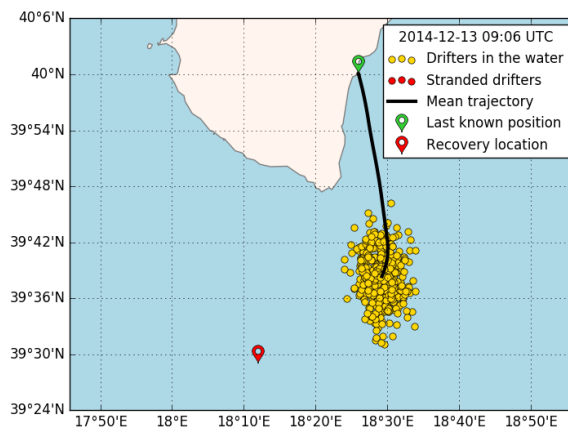 40°6'N
40°N
39°54'N
39°48'N
39°42'N
39°36'N
39°30'N
39°24'N
2014-12-13 09:06 UTC
Drifters in the water
Stranded drifters
Mean trajectory
Last known position
Recovery location
17°50'E 18°E 18°10'E 18°20'E 18°30'E 18°40'E 18°50'E